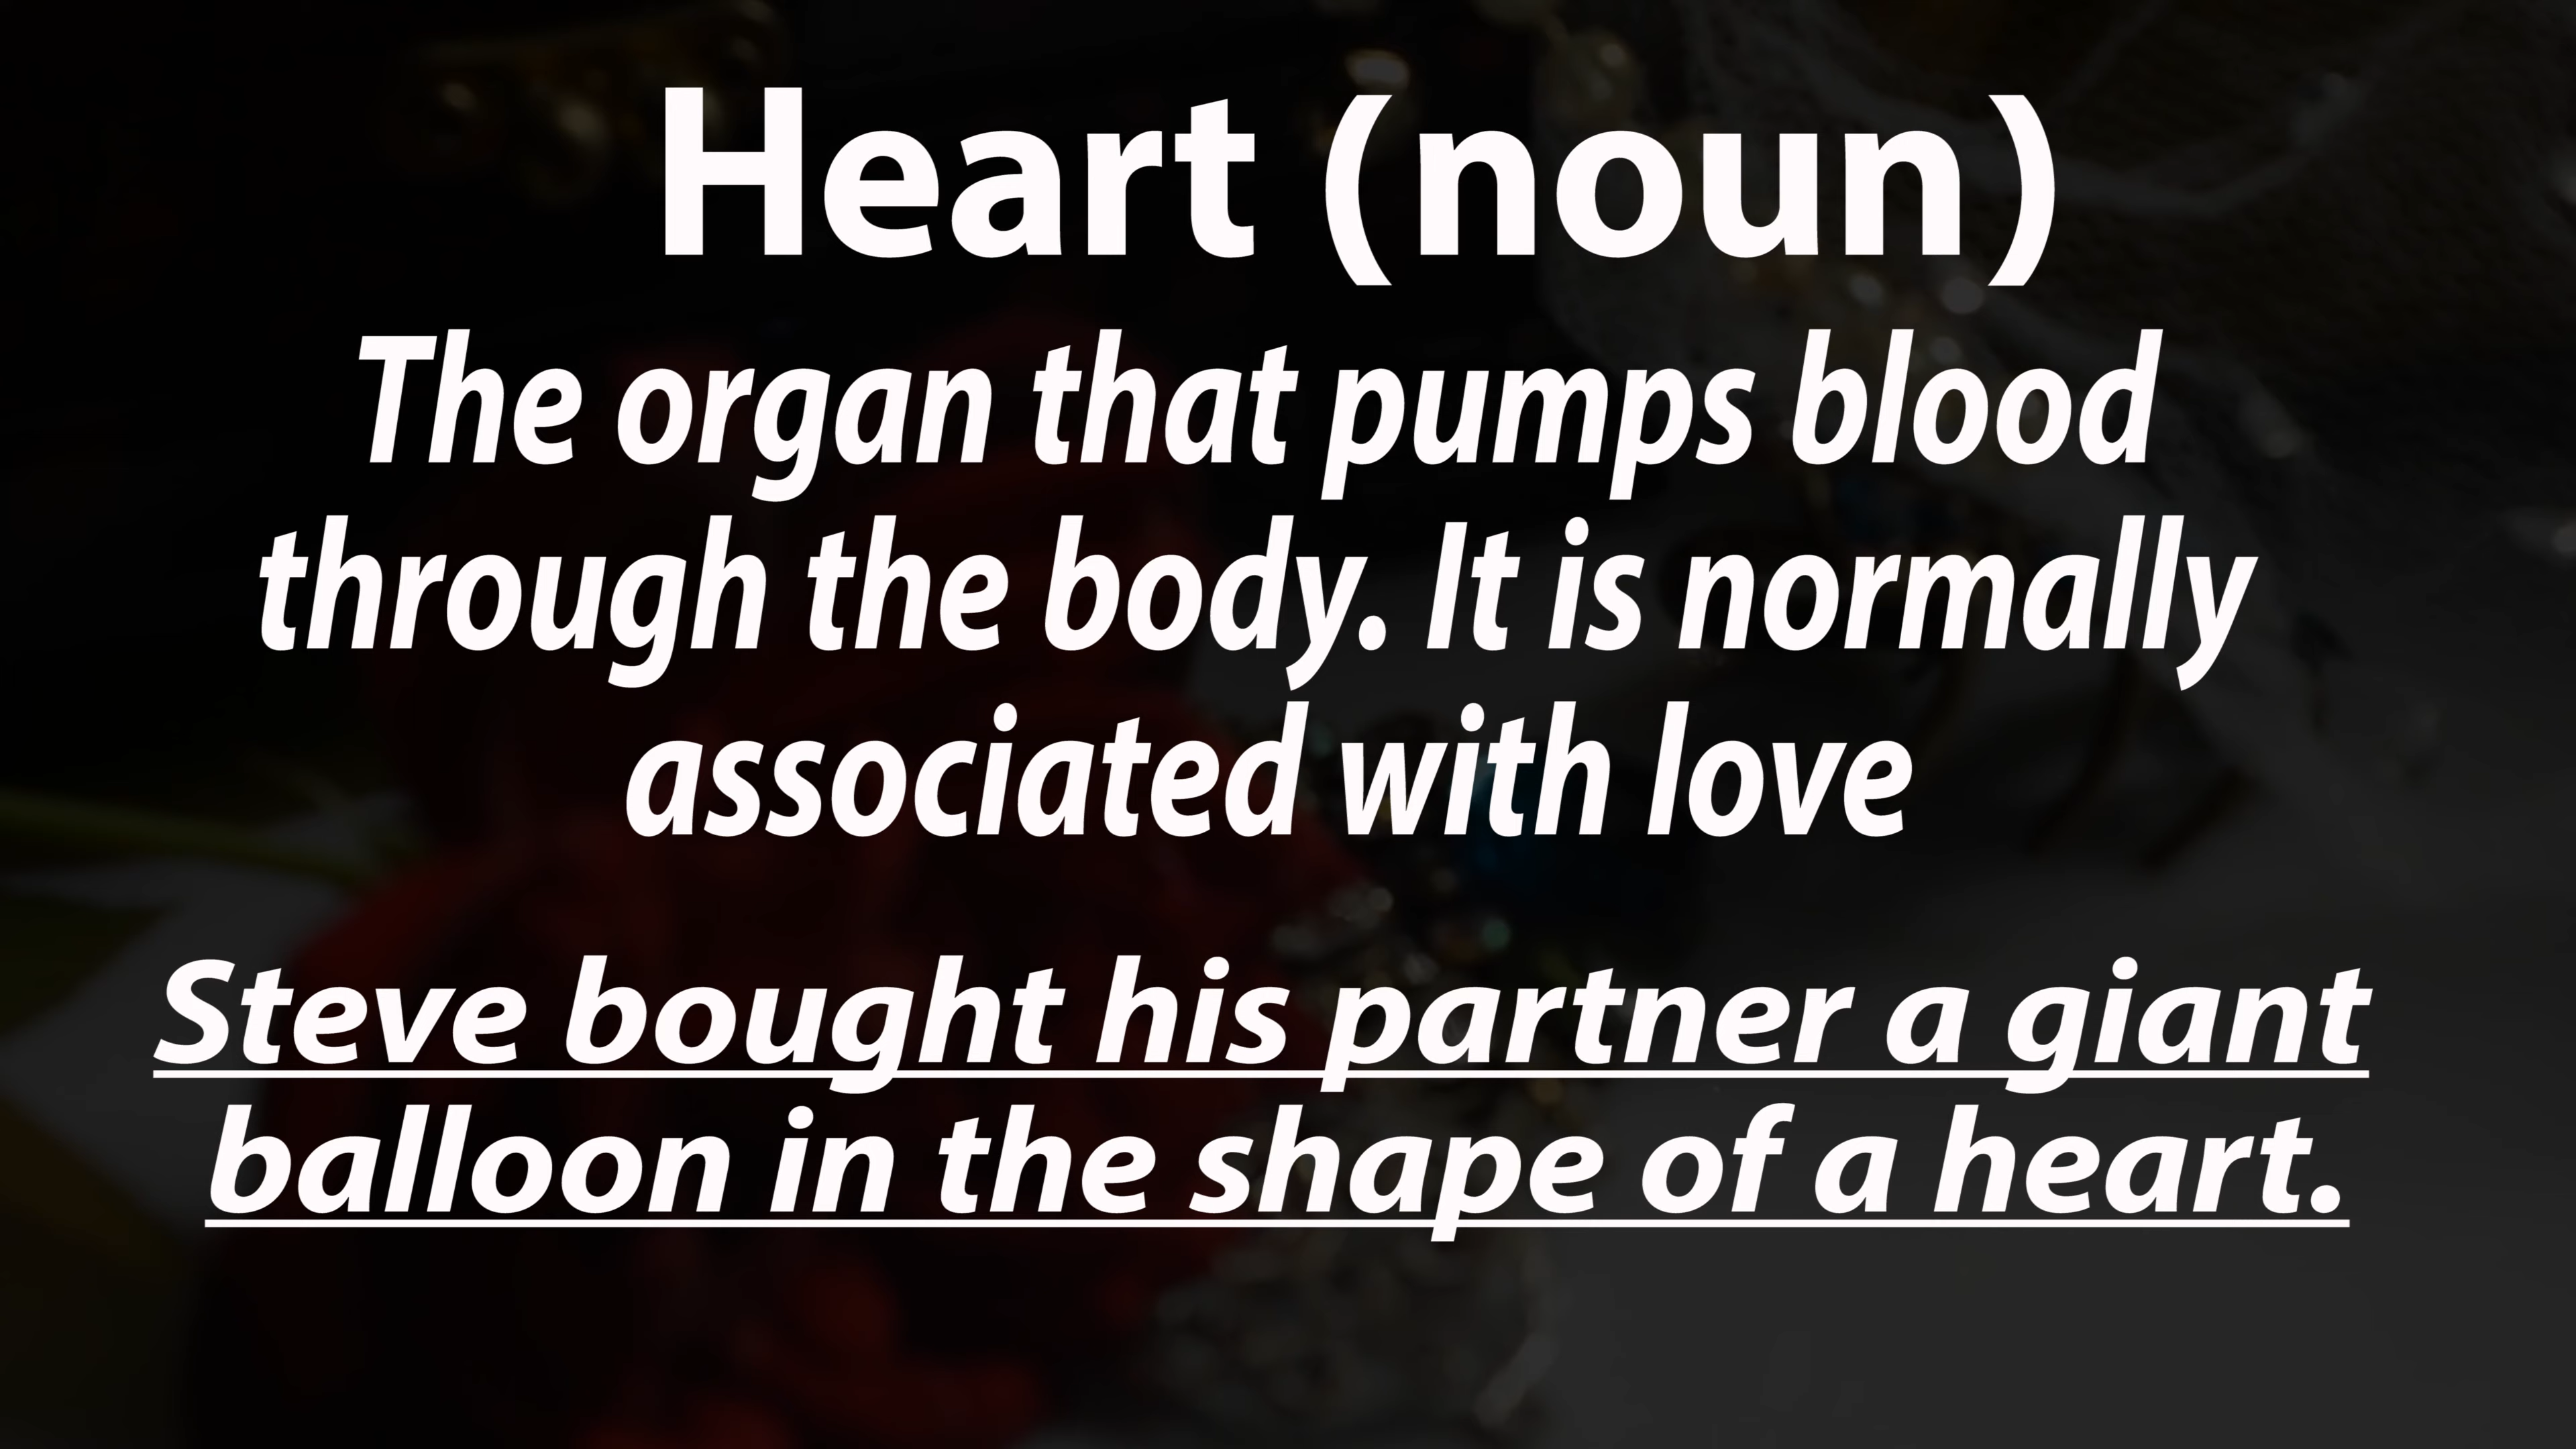 Heart (noun)
The organ that pumps blood
through the body. It is normally
associated with love
Steve bought his partner a giant
balloon in the shape of a heart.